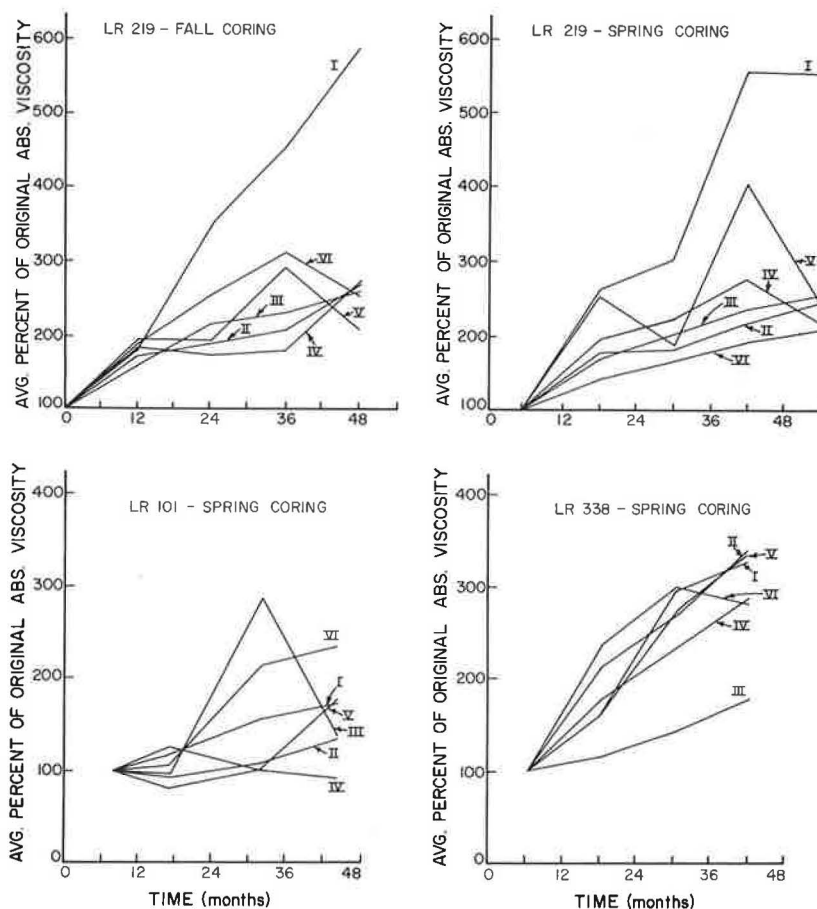 LR 219 - FALL CORING
AVG. PERCENT OF ORIGINAL ABS. VISCOSITY
600
500
400
300
200
100
0 12 24 36 48
I
VI
III
II
V
IV
LR 219 - SPRING CORING
AVG. PERCENT OF ORIGINAL ABS. VISCOSITY
600
500
400
300
200
100
0 12 24 36 48
I
V
IV
III
II
VI
LR 101 - SPRING CORING
AVG. PERCENT OF ORIGINAL ABS. VISCOSITY
400
300
200
100
0
0 12 24 36 48
TIME (months)
VI
I
V
III
II
IV
LR 338 - SPRING CORING
AVG. PERCENT OF ORIGINAL ABS. VISCOSITY
400
300
200
100
0 12 24 36 48
TIME (months)
II
V
I
VI
IV
III